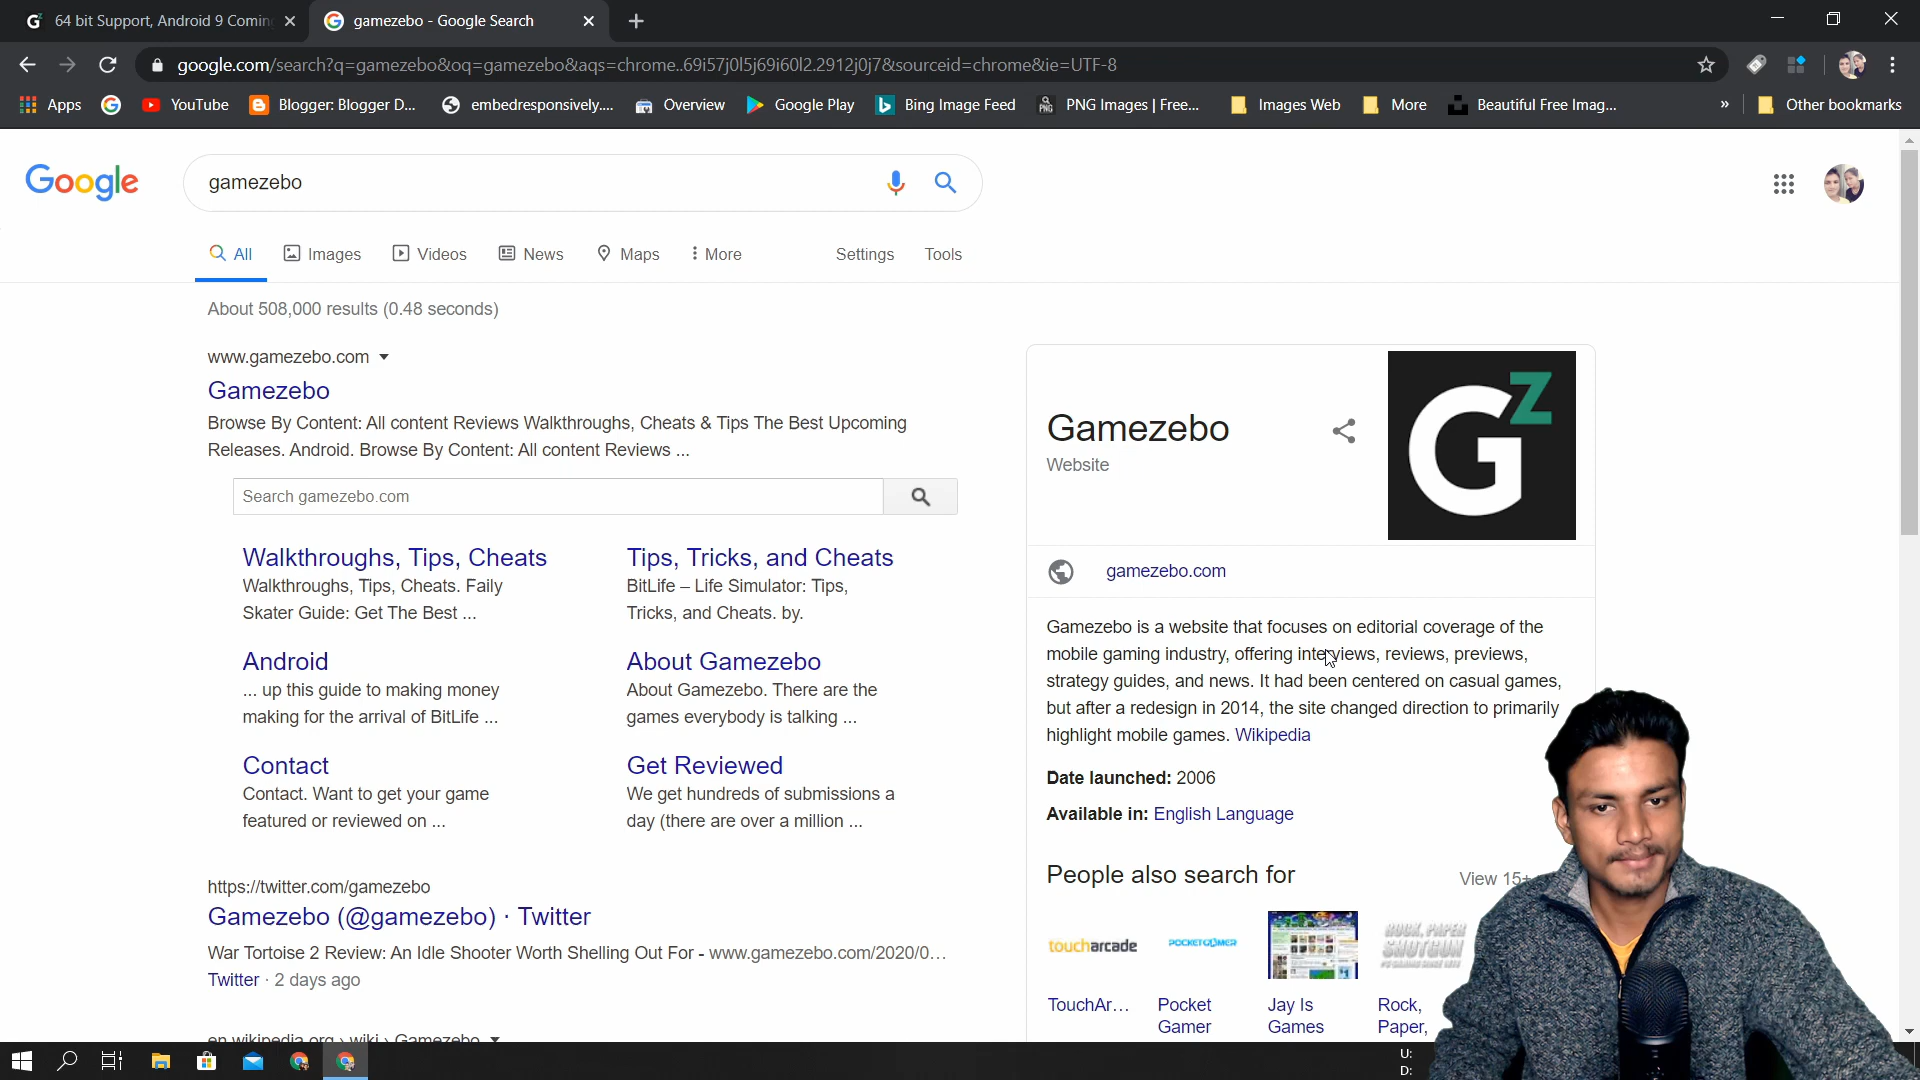 64 bit Support, Android 9 Comin
gamezebo - Google Search
google.com/search?q=gamezebo&oq=gamezebo&aqs=chrome..69i57j0l5j69i60l2.2912j0j7&sourceid=chrome&ie=UTF-8
Apps YouTube Blogger: Blogger D... embedresponsively.... Overview Google Play Bing Image Feed PNG Images | Free... Images Web More Beautiful Free Imag... » Other bookmarks
Google gamezebo
All Images Videos News Maps More Settings Tools
About 508,000 results (0.48 seconds)
www.gamezebo.com
Gamezebo
Browse By Content: All content Reviews Walkthroughs, Cheats & Tips The Best Upcoming
Releases. Android. Browse By Content: All content Reviews ...
Search gamezebo.com
Walkthroughs, Tips, Cheats
Walkthroughs, Tips, Cheats. Faily
Skater Guide: Get The Best ...
Tips, Tricks, and Cheats
BitLife – Life Simulator: Tips,
Tricks, and Cheats. by.
Android
... up this guide to making money
making for the arrival of BitLife ...
About Gamezebo
About Gamezebo. There are the
games everybody is talking ...
Contact
Contact. Want to get your game
featured or reviewed on ...
Get Reviewed
We get hundreds of submissions a
day (there are over a million ...
https://twitter.com/gamezebo
Gamezebo (@gamezebo) · Twitter
War Tortoise 2 Review: An Idle Shooter Worth Shelling Out For - www.gamezebo.com/2020/0...
Twitter · 2 days ago
en.wikipedia.org › wiki › Gamezebo
Gamezebo
Website
GZ
gamezebo.com
Gamezebo is a website that focuses on editorial coverage of the
mobile gaming industry, offering interviews, reviews, previews,
strategy guides, and news. It had been centered on casual games,
but after a redesign in 2014, the site changed direction to primarily
highlight mobile games. Wikipedia
Date launched: 2006
Available in: English Language
People also search for
View 15+
toucharcade
POCKETGAMER
ROCK, PAPER
SHOTGUN
TouchAr...
Pocket
Gamer
Jay Is
Games
Rock,
Paper,
U:
D: